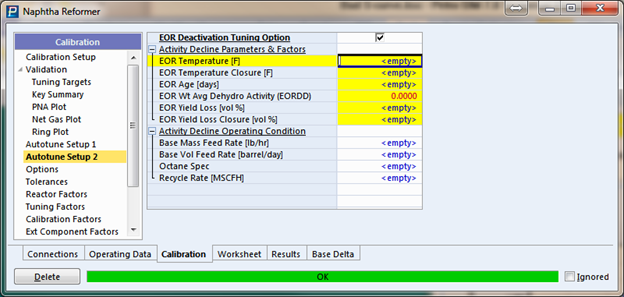 Naphtha Reformer
Calibration
Calibration Setup
Validation
Tuning Targets
Key Summary
PNA Plot
Net Gas Plot
Ring Plot
Autotune Setup 1
Autotune Setup 2
Options
Tolerances
Reactor Factors
Tuning Factors
Calibration Factors
Ext Component Factors
EOR Deactivation Tuning Option
Activity Decline Parameters & Factors
EOR Temperature [F] <empty>
EOR Temperature Closure [F] <empty>
EOR Age [days] <empty>
EOR Wt Avg Dehydro Activity (EORDD) 0.0000
EOR Yield Loss [vol %] <empty>
EOR Yield Loss Closure [vol %] <empty>
Activity Decline Operating Condition
Base Mass Feed Rate [lb/hr] <empty>
Base Vol Feed Rate [barrel/day] <empty>
Octane Spec <empty>
Recycle Rate [MSCFH] <empty>
Connections Operating Data Calibration Worksheet Results Base Delta
Delete OK Ignored